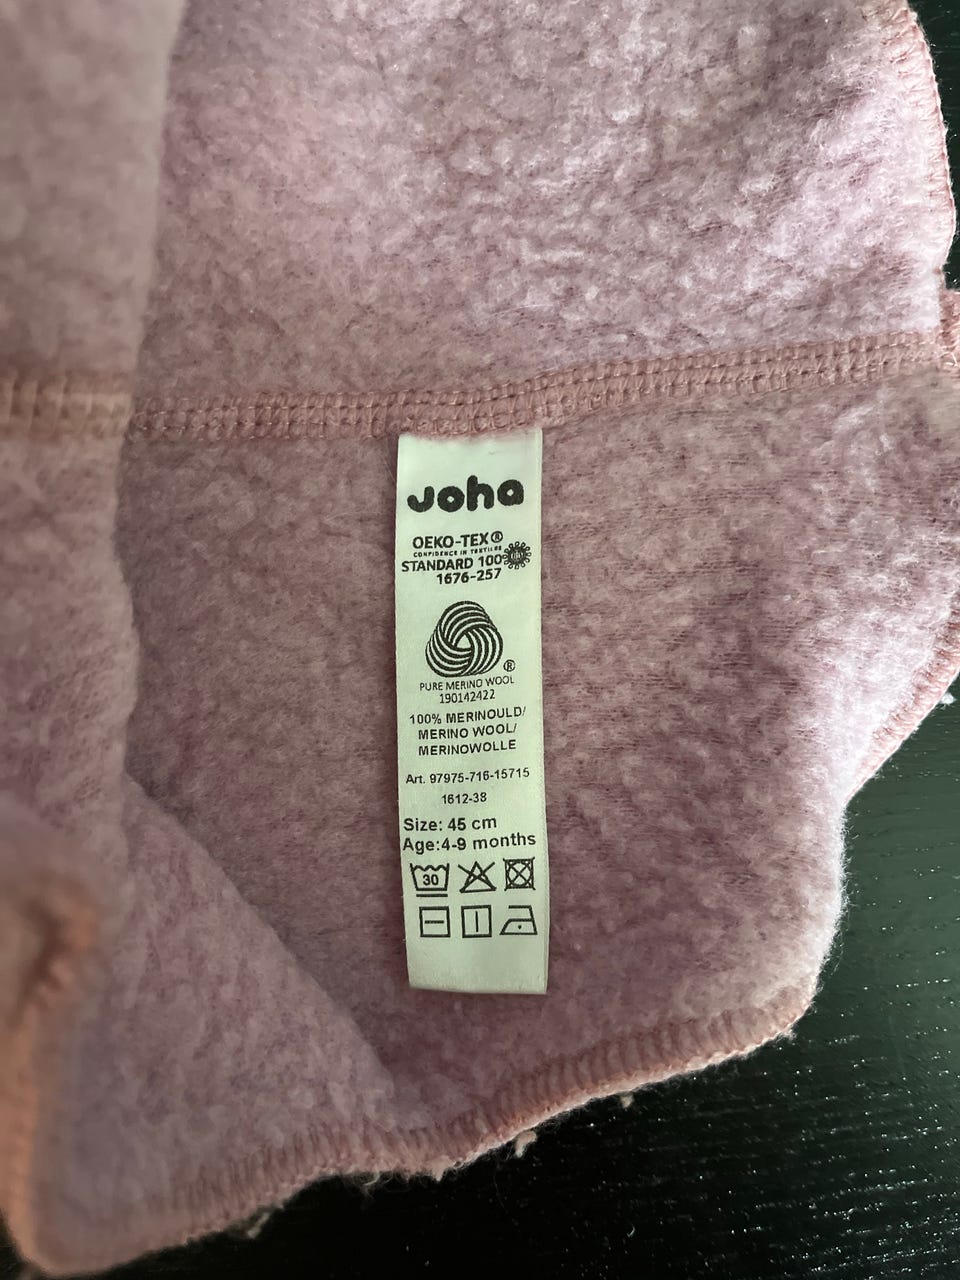 Joha
OEKO-TEX®
CONFIDENCE IN TEXTILES
STANDARD 100
1676-257
®
PURE MERINO WOOL
190142422
100% MERINOULD/
MERINO WOOL/
MERINOWOLLE
Art. 97975-716-15715
1612-38
Size: 45 cm
Age:4-9 months
30